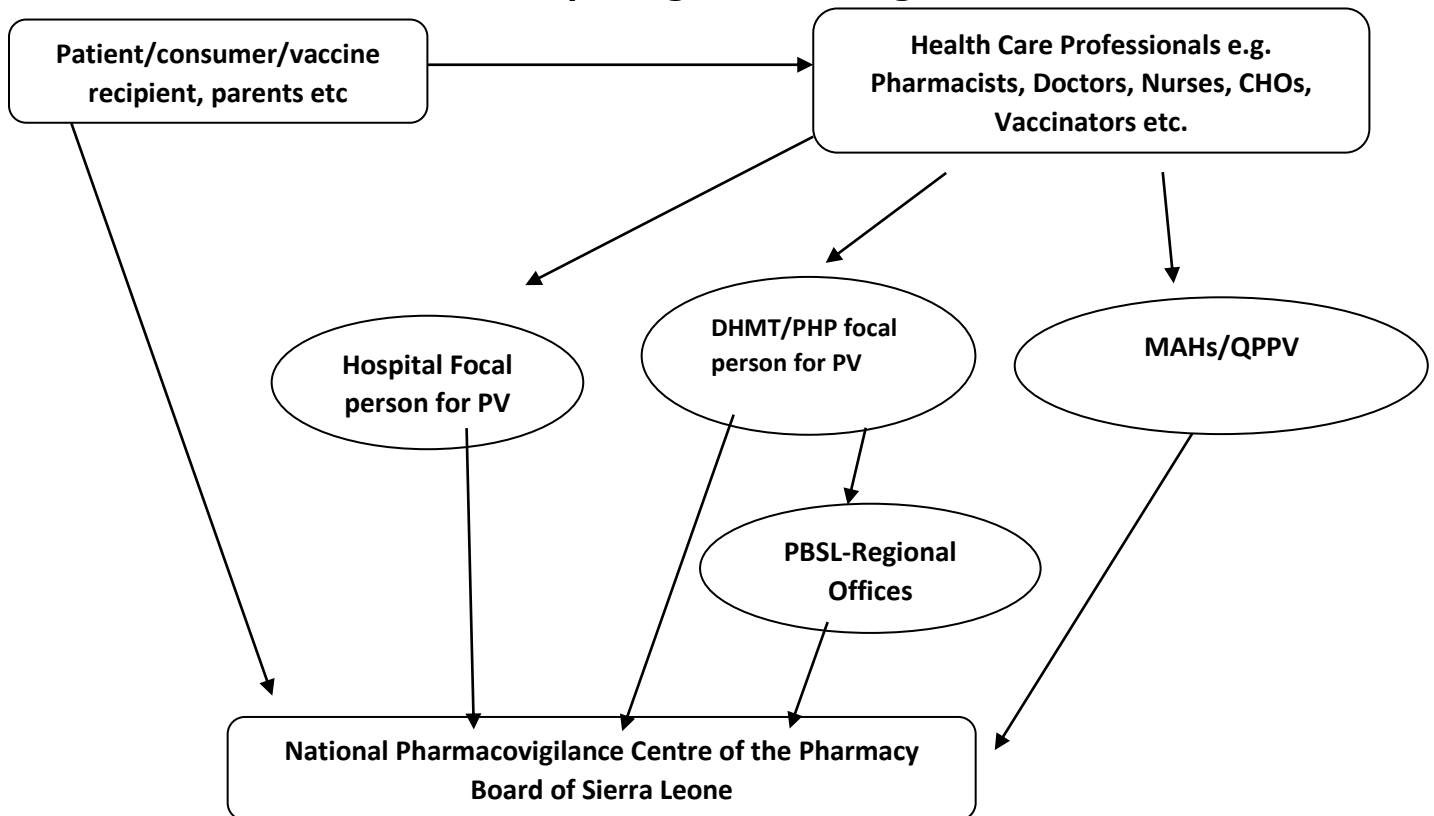 Patient/consumer/vaccine
recipient, parents etc
Health Care Professionals e.g.
Pharmacists, Doctors, Nurses, CHOs,
Vaccinators etc.
Hospital Focal
person for PV
DHMT/PHP focal
person for PV
MAHs/QPPV
PBSL-Regional
Offices
National Pharmacovigilance Centre of the Pharmacy
Board of Sierra Leone